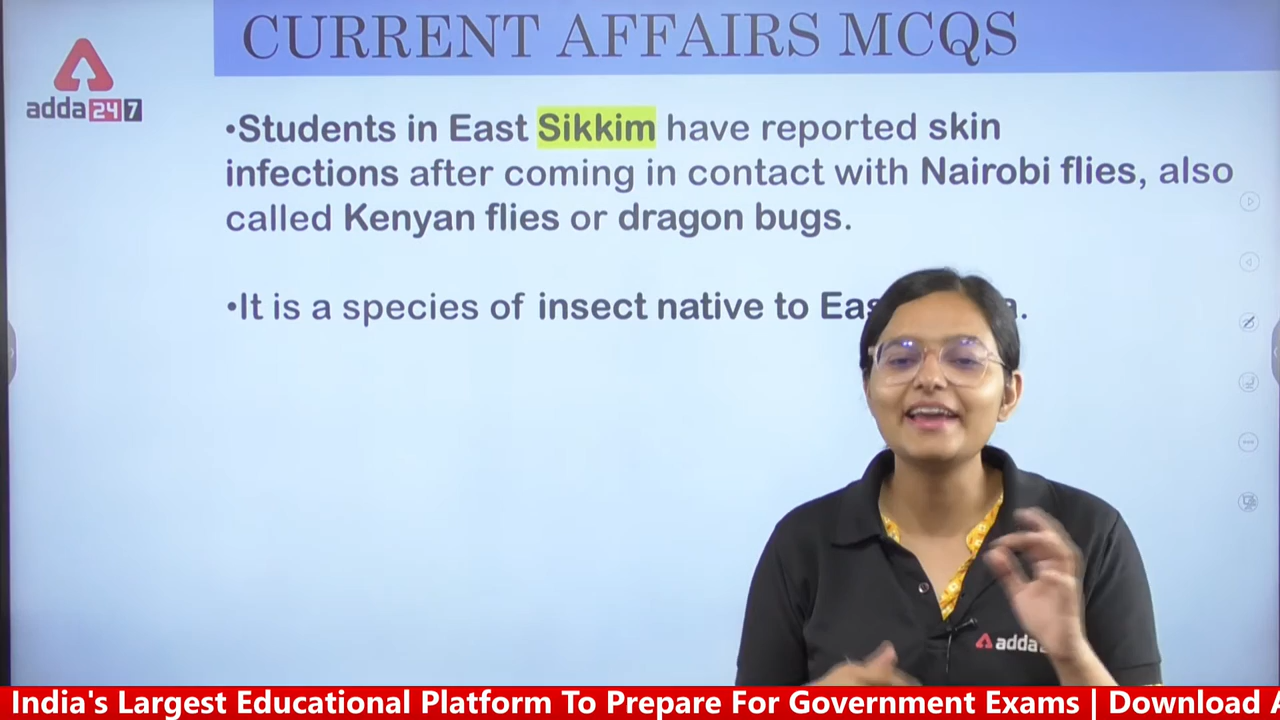 CURRENT AFFAIRS MCQS
adda247
•Students in East Sikkim have reported skin
infections after coming in contact with Nairobi flies, also
called Kenyan flies or dragon bugs.
•It is a species of insect native to
adda
India's Largest Educational Platform To Prepare For Government Exams | Download